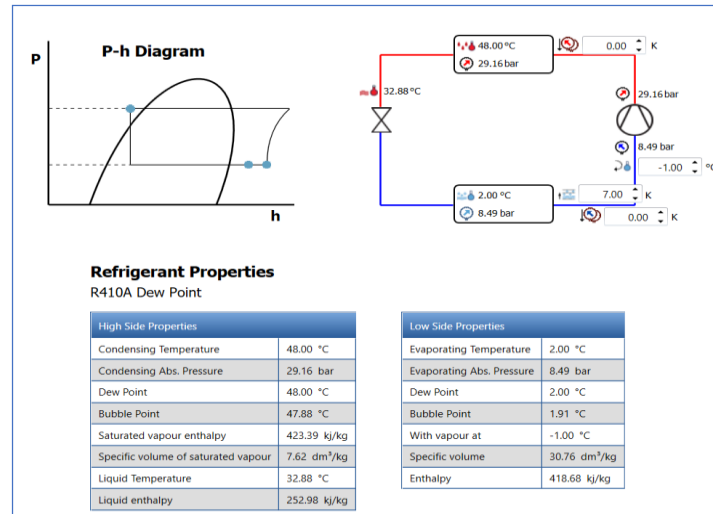 P-h Diagram
P
h
48.00 °C
29.16 bar
0.00 K
32.88 °C
29.16 bar
8.49 bar
-1.00 °C
2.00 °C
8.49 bar
7.00 K
0.00 K
Refrigerant Properties
R410A Dew Point
High Side Properties
Condensing Temperature 48.00 °C
Condensing Abs. Pressure 29.16 bar
Dew Point 48.00 °C
Bubble Point 47.88 °C
Saturated vapour enthalpy 423.39 kj/kg
Specific volume of saturated vapour 7.62 dm³/kg
Liquid Temperature 32.88 °C
Liquid enthalpy 252.98 kj/kg
Low Side Properties
Evaporating Temperature 2.00 °C
Evaporating Abs. Pressure 8.49 bar
Dew Point 2.00 °C
Bubble Point 1.91 °C
With vapour at -1.00 °C
Specific volume 30.76 dm³/kg
Enthalpy 418.68 kj/kg